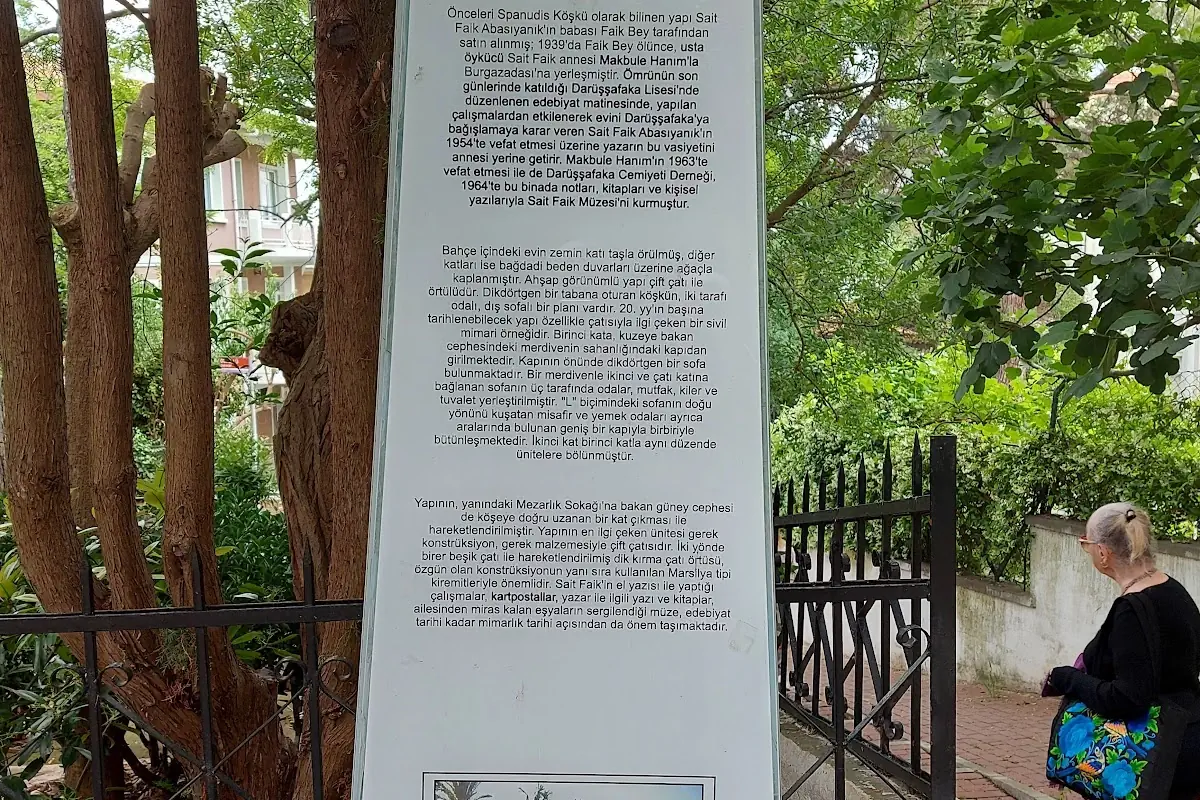 Önceleri Spanudis Köşkü olarak bilinen yapı Sait
Faik Abasıyanık'ın babası Faik Bey tarafından
satın alınmış; 1939'da Faik Bey ölünce, usta
öykücü Sait Faik annesi Makbule Hanım'la
Burgazadası'na yerleşmiştir. Ömrünün son
günlerinde katıldığı Darüşşafaka Lisesi'nde
düzenlenen edebiyat matinesinde, yapılan
çalışmalardan etkilenerek evini Darüşşafaka'ya
bağışlamaya karar veren Sait Faik Abasıyanık'ın
1954'te vefat etmesi üzerine yazarın bu vasiyetini
annesi yerine getirir. Makbule Hanım'ın 1963'te
vefat etmesi ile de Darüşşafaka Cemiyeti Derneği,
1964'te bu binada notları, kitapları ve kişisel
yazılarıyla Sait Faik Müzesi'ni kurmuştur.
Bahçe içindeki evin zemin katı taşla örülmüş, diğer
katları ise bağdadi beden duvarları üzerine ağaçla
kaplanmıştır. Ahşap görünümlü yapı çift çatı ile
örtülüdür. Dikdörtgen bir tabana oturan köşkün, iki tarafı
odalı, dış sofalı bir planı vardır. 20. yy'in başına
tarihlenebilecek yapı özellikle çatısıyla ilgi çeken bir sivil
mimari örneğidir. Birinci kata, kuzeye bakan
cephesindeki merdivenin sahanlığındaki kapıdan
girilmektedir. Kapının önünde dikdörtgen bir sofa
bulunmaktadır. Bir merdivenle ikinci ve çatı katına
bağlanan sofanın üç tarafında odalar, mutfak, kiler ve
tuvalet yerleştirilmiştir. "L" biçimindeki sofanın doğu
yönünü kuşatan misafir ve yemek odaları ayrıca
aralarında bulunan geniş bir kapıyla birbiriyle
bütünleşmektedir. İkinci kat birinci katla aynı düzende
ünitelere bölünmüştür.
Yapının, yanındaki Mezarlık Sokağı'na bakan güney cephesi
de köşeye doğru uzanan bir kat çıkması ile
hareketlendirilmiştir. Yapının en ilgi çeken ünitesi gerek
konstrüksiyon, gerek malzemesiyle çift çatısıdır. İki yönde
birer beşik çatı ile hareketlendirilmiş dik kırma çatı örtüsü,
özgün olan konstrüksiyonun yanı sıra kullanılan Marsilya tipi
kiremitleriyle önemlidir. Sait Faik'in el yazısı ile yaptığı
çalışmalar, kartpostallar, yazar ile ilgili yazı ve kitaplar,
ailesinden miras kalan eşyaların sergilendiği müze, edebiyat
tarihi kadar mimarlık tarihi açısından da önem taşımaktadır.